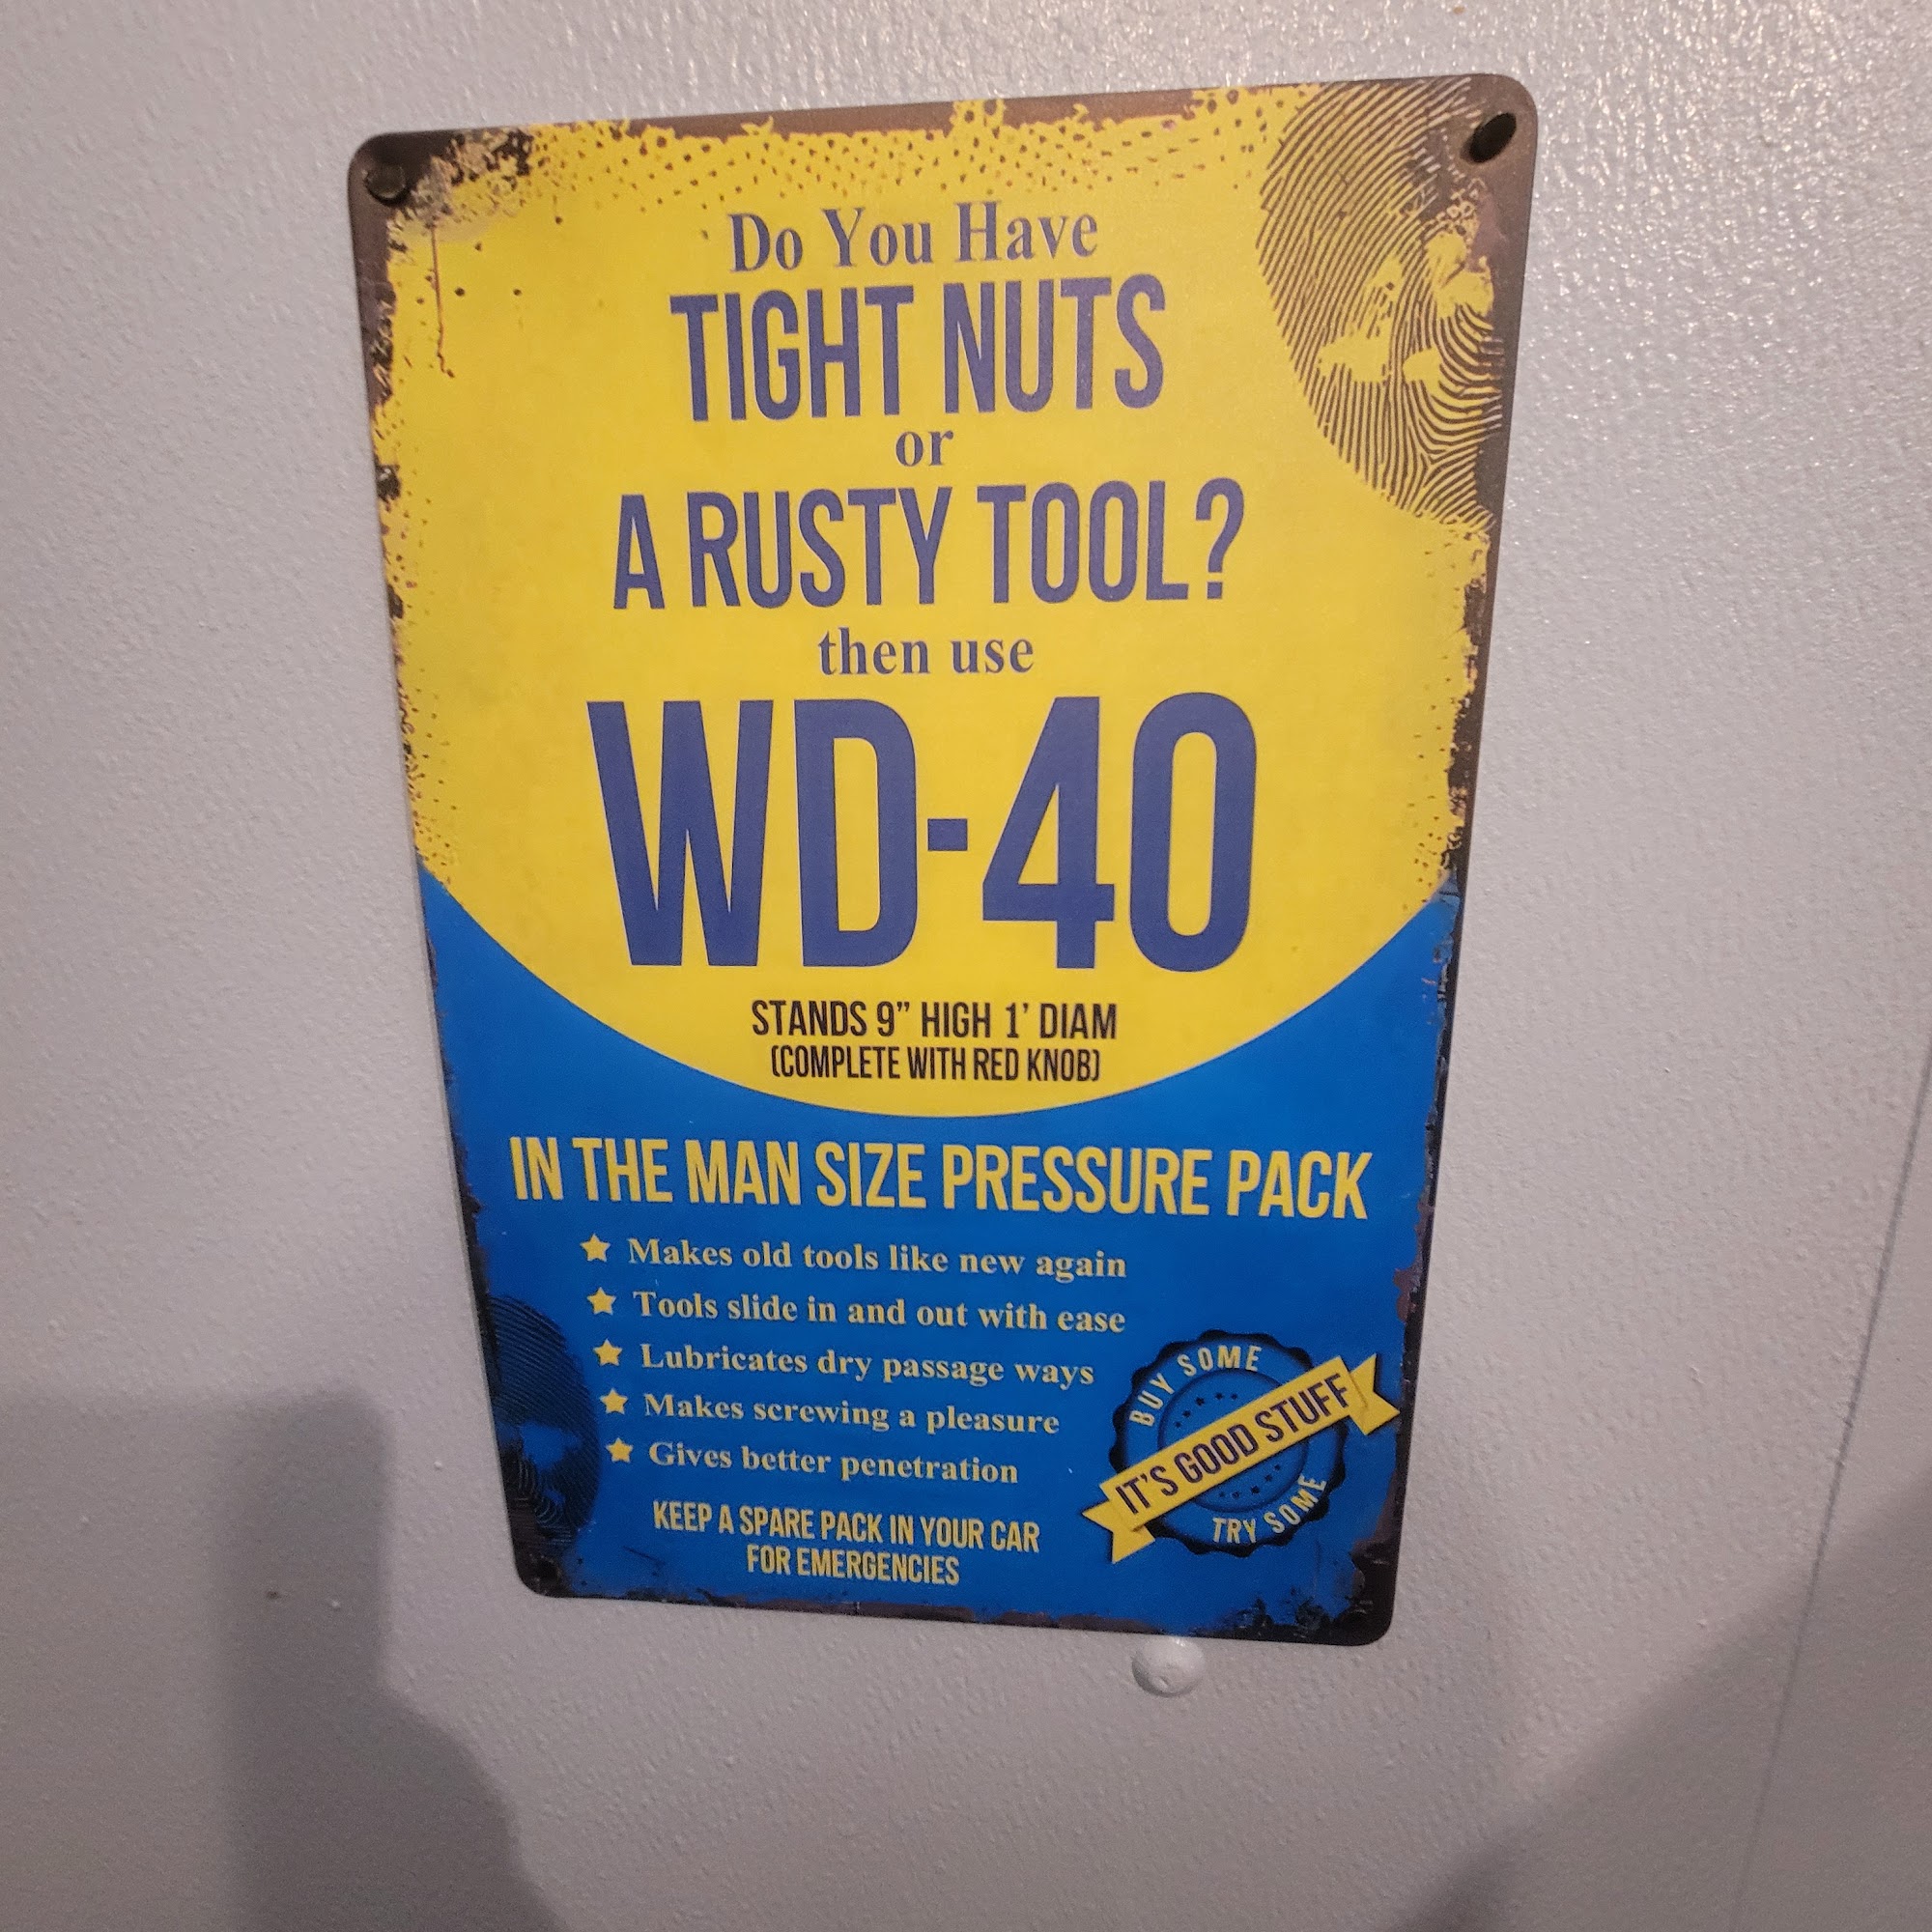 Do You Have
TIGHT NUTS
or
A RUSTY TOOL?
then use
WD-40
STANDS 9” HIGH 1’ DIAM
(COMPLETE WITH RED KNOB)
IN THE MAN SIZE PRESSURE PACK
Makes old tools like new again
Tools slide in and out with ease
Lubricates dry passage ways
Makes screwing a pleasure
Gives better penetration
KEEP A SPARE PACK IN YOUR CAR
FOR EMERGENCIES
BUY SOME
IT'S GOOD STUFF
TRY SOME